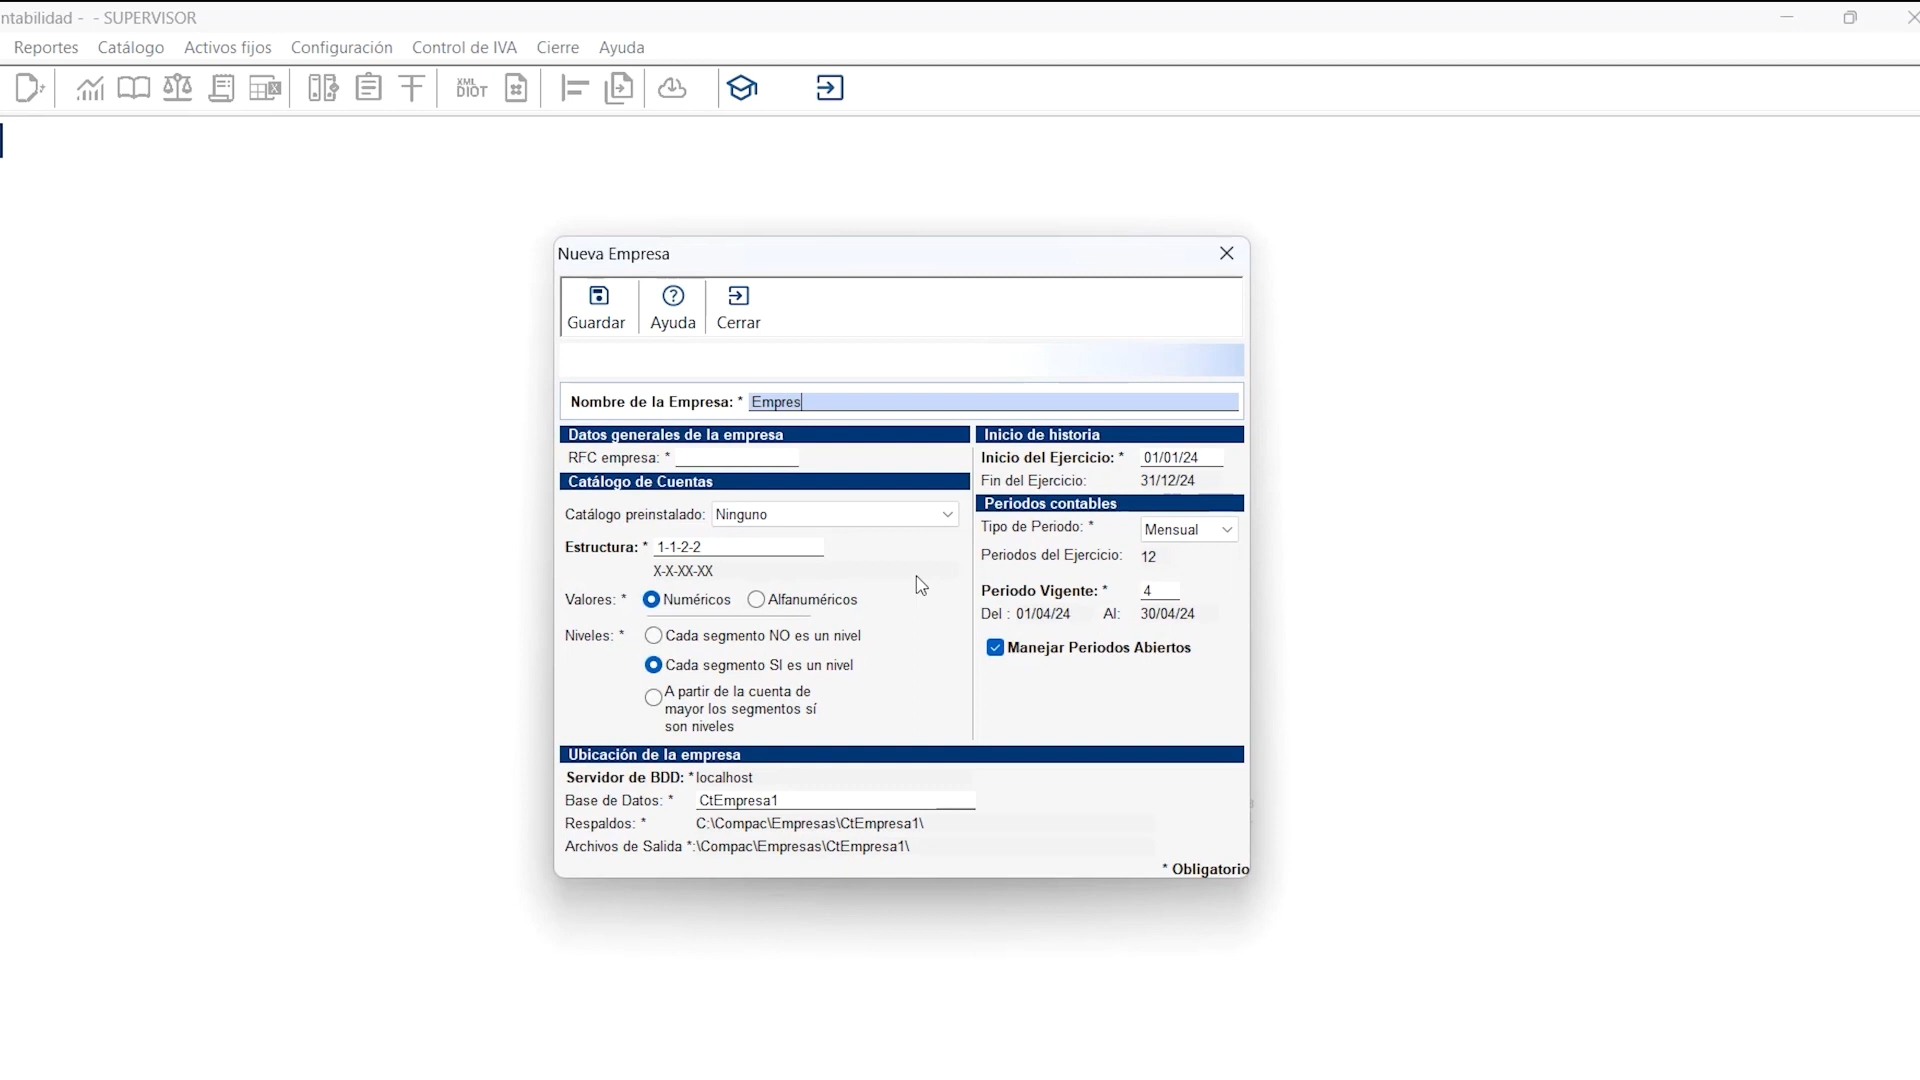 ntabilidad - - SUPERVISOR
Reportes Catálogo Activos fijos Configuración Control de IVA Cierre Ayuda
XML
DIOT
Nueva Empresa
Guardar Ayuda Cerrar
Nombre de la Empresa: * Empres
Datos generales de la empresa
RFC empresa: *
Catálogo de Cuentas
Catálogo preinstalado: Ninguno
Estructura: * 1-1-2-2
X-X-XX-XX
Valores: * Numéricos Alfanuméricos
Niveles: * Cada segmento NO es un nivel
Cada segmento SI es un nivel
A partir de la cuenta de
mayor los segmentos sí
son niveles
Inicio de historia
Inicio del Ejercicio: * 01/01/24
Fin del Ejercicio: 31/12/24
Periodos contables
Tipo de Periodo: * Mensual
Periodos del Ejercicio: 12
Periodo Vigente: * 4
Del : 01/04/24 Al: 30/04/24
Manejar Periodos Abiertos
Ubicación de la empresa
Servidor de BDD: * localhost
Base de Datos: * CtEmpresa1
Respaldos: * C:\Compac\Empresas\CtEmpresa1\
Archivos de Salida *:\Compac\Empresas\CtEmpresa1\
* Obligatorio